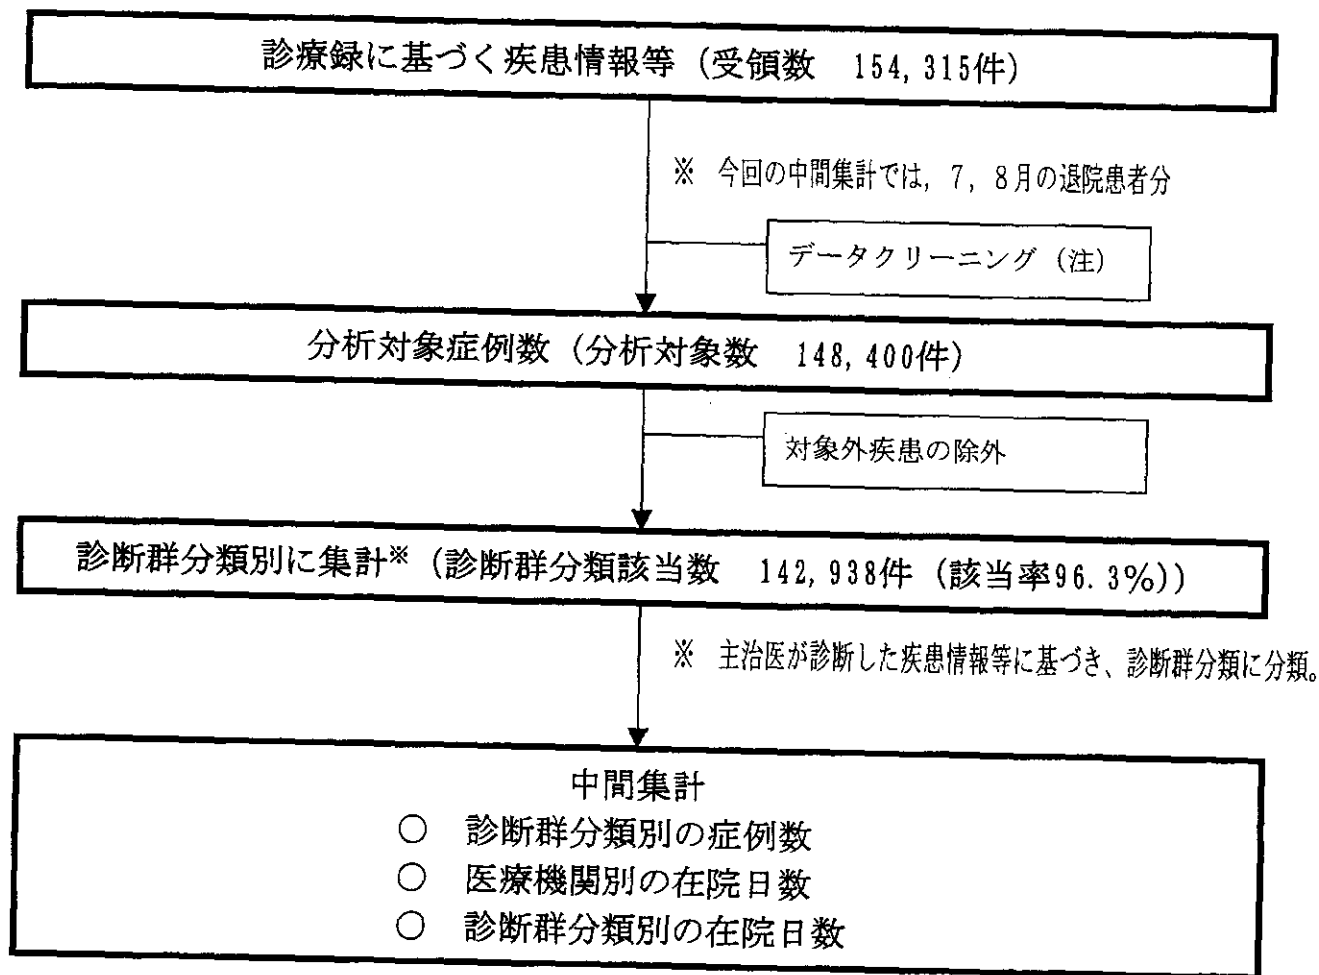 診療録に基づく疾患情報等（受領数　154,315件）
※　今回の中間集計では，７，８月の退院患者分
データクリーニング（注）
分析対象症例数（分析対象数　148,400件）
対象外疾患の除外
診断群分類別に集計※（診断群分類該当数　142,938件（該当率96.3％））
※　主治医が診断した疾患情報等に基づき、診断群分類に分類。
中間集計
○　診断群分類別の症例数
○　医療機関別の在院日数
○　診断群分類別の在院日数